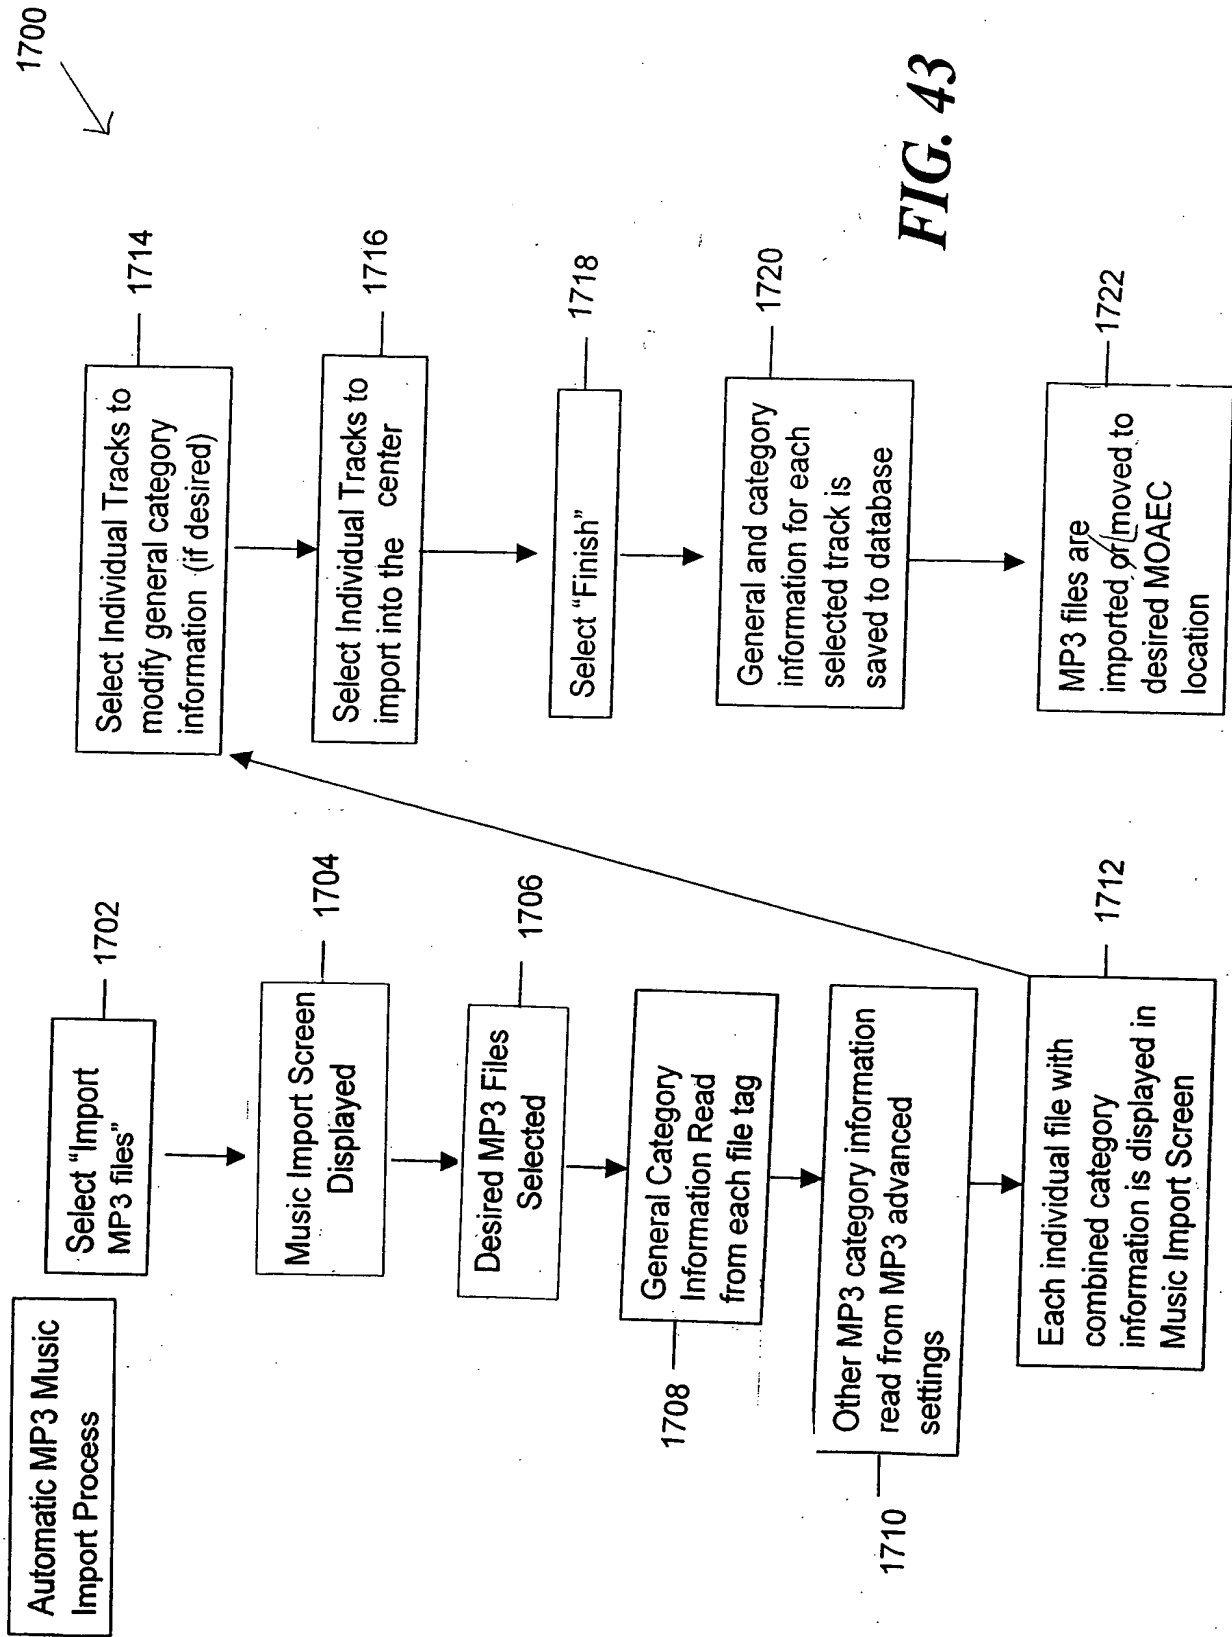 1700
Automatic MP3 Music
Import Process
Select “Import
MP3 files”
1702
Music Import Screen
Displayed
1704
Desired MP3 Files
Selected
1706
General Category
Information Read
from each file tag
1708
Other MP3 category information
read from MP3 advanced
settings
1710
Each individual file with
combined category
information is displayed in
Music Import Screen
1712
Select Individual Tracks to
modify general category
information (if desired)
1714
Select Individual Tracks to
import into the center
1716
Select “Finish”
1718
General and category
information for each
selected track is
saved to database
1720
MP3 files are
imported or (moved to
desired MOAEC
location
1722
FIG. 43